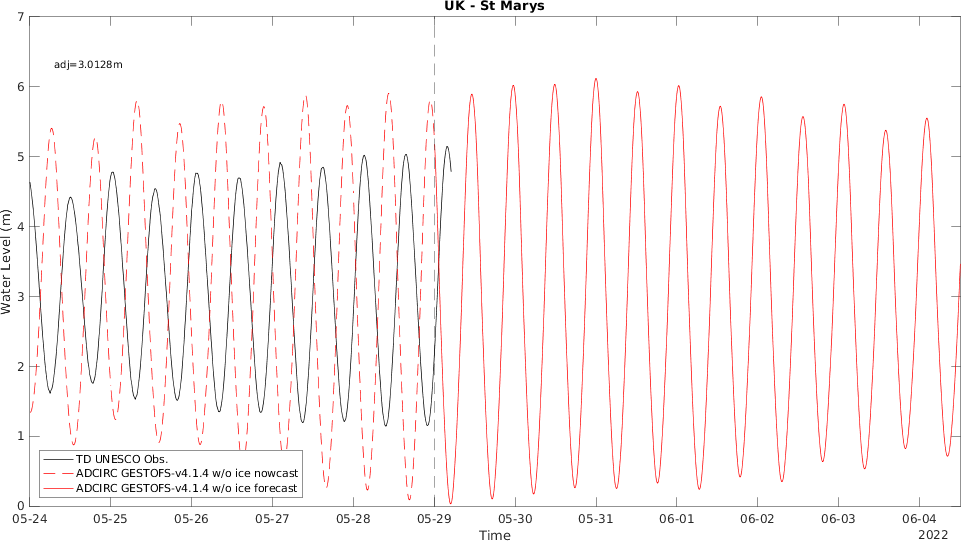 UK - St Marys
7
adj=3.0128m
6
5
4
3
2
1
0
Water Level (m)
TD UNESCO Obs.
ADCIRC GESTOFS-v4.1.4 w/o ice nowcast
ADCIRC GESTOFS-v4.1.4 w/o ice forecast
05-24 05-25 05-26 05-27 05-28 05-29 05-30 05-31 06-01 06-02 06-03 06-04
Time
2022